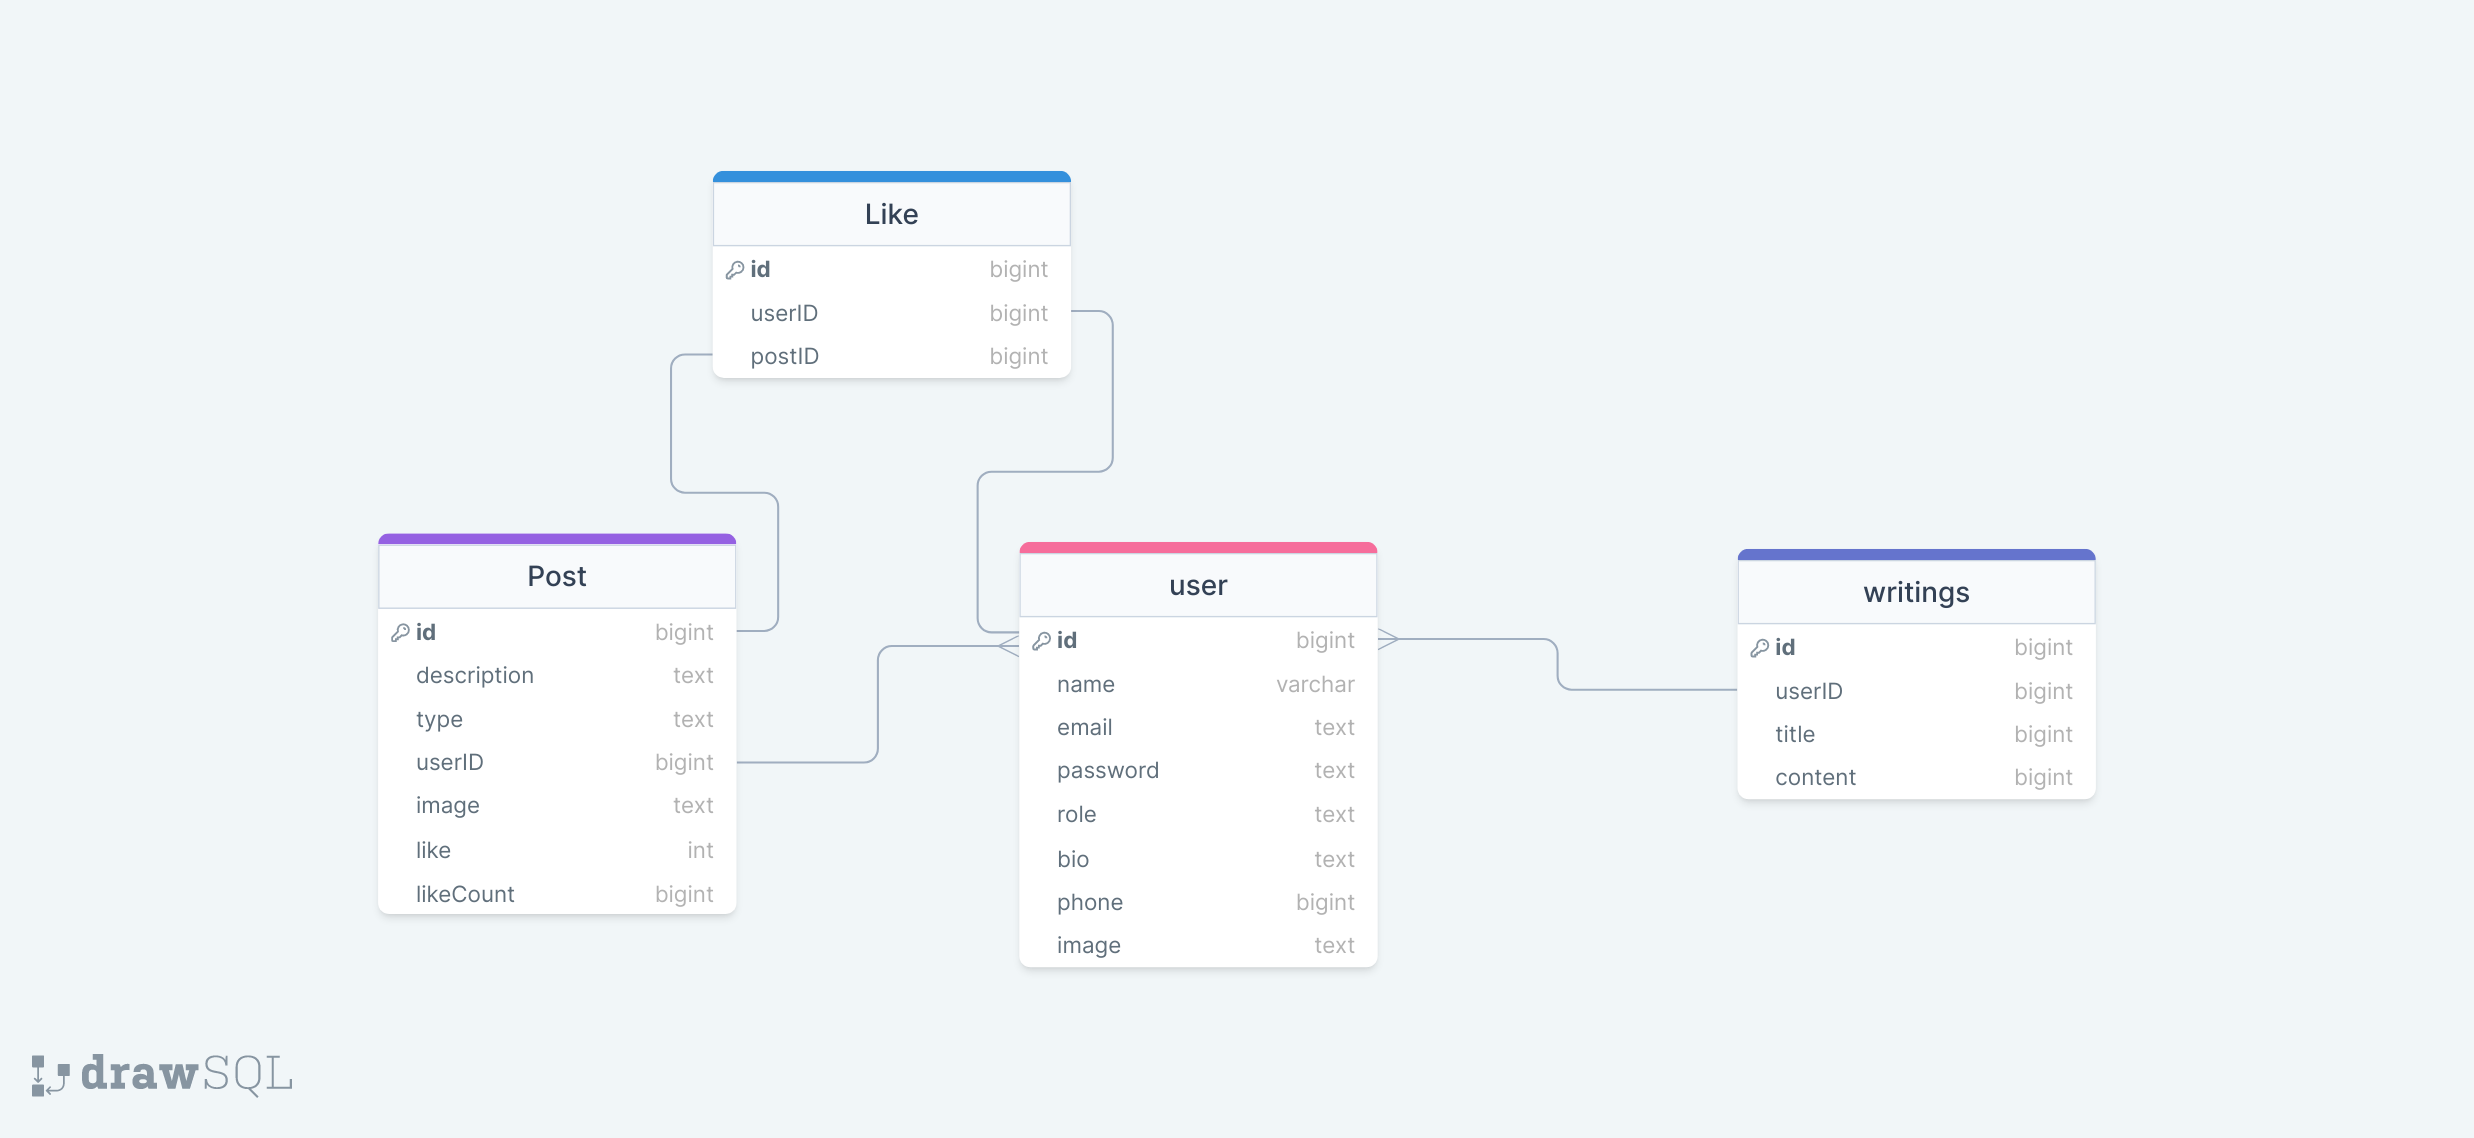 Like
id bigint
userID bigint
postID bigint
Post
id bigint
description text
type text
userID bigint
image text
like int
likeCount bigint
user
id bigint
name varchar
email text
password text
role text
bio text
phone bigint
image text
writings
id bigint
userID bigint
title bigint
content bigint
drawSQL